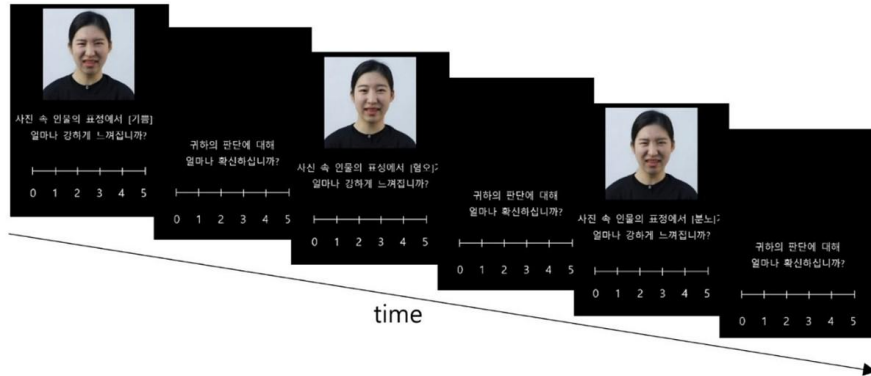 사진 속 인물의 표정에서 [기쁨]
얼마나 강하게 느껴집니까?
0 1 2 3 4 5
귀하의 판단에 대해
얼마나 확신하십니까?
0 1 2 3 4 5
사진 속 인물의 표정에서 [혐오]가
얼마나 강하게 느껴집니까?
0 1 2 3 4 5
귀하의 판단에 대해
얼마나 확신하십니까?
0 1 2 3 4 5
사진 속 인물의 표정에서 [분노]가
얼마나 강하게 느껴집니까?
0 1 2 3 4 5
귀하의 판단에 대해
얼마나 확신하십니까?
0 1 2 3 4 5
time